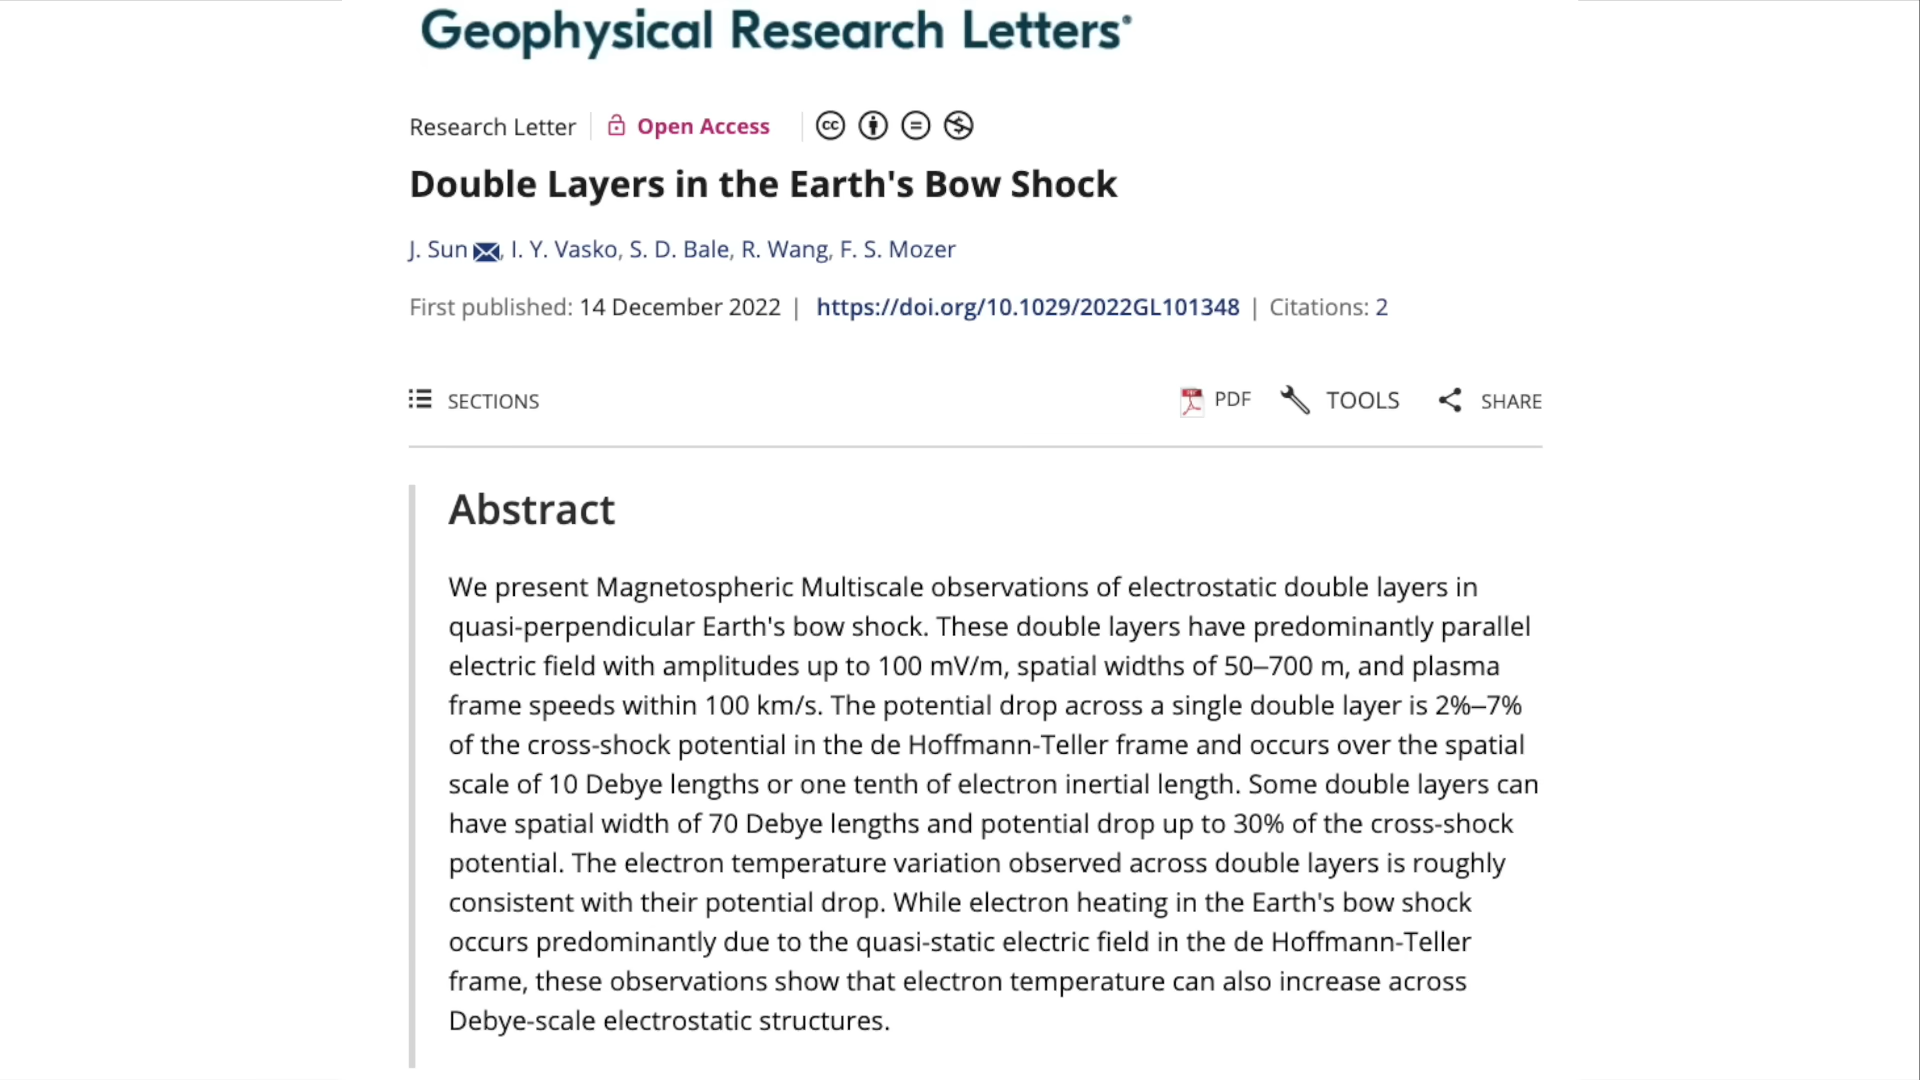 Geophysical Research Letters®
Research Letter | Open Access
Double Layers in the Earth's Bow Shock
J. Sun, I. Y. Vasko, S. D. Bale, R. Wang, F. S. Mozer
First published: 14 December 2022 | https://doi.org/10.1029/2022GL101348 | Citations: 2
SECTIONS PDF TOOLS SHARE
Abstract
We present Magnetospheric Multiscale observations of electrostatic double layers in
quasi-perpendicular Earth's bow shock. These double layers have predominantly parallel
electric field with amplitudes up to 100 mV/m, spatial widths of 50–700 m, and plasma
frame speeds within 100 km/s. The potential drop across a single double layer is 2%–7%
of the cross-shock potential in the de Hoffmann-Teller frame and occurs over the spatial
scale of 10 Debye lengths or one tenth of electron inertial length. Some double layers can
have spatial width of 70 Debye lengths and potential drop up to 30% of the cross-shock
potential. The electron temperature variation observed across double layers is roughly
consistent with their potential drop. While electron heating in the Earth's bow shock
occurs predominantly due to the quasi-static electric field in the de Hoffmann-Teller
frame, these observations show that electron temperature can also increase across
Debye-scale electrostatic structures.